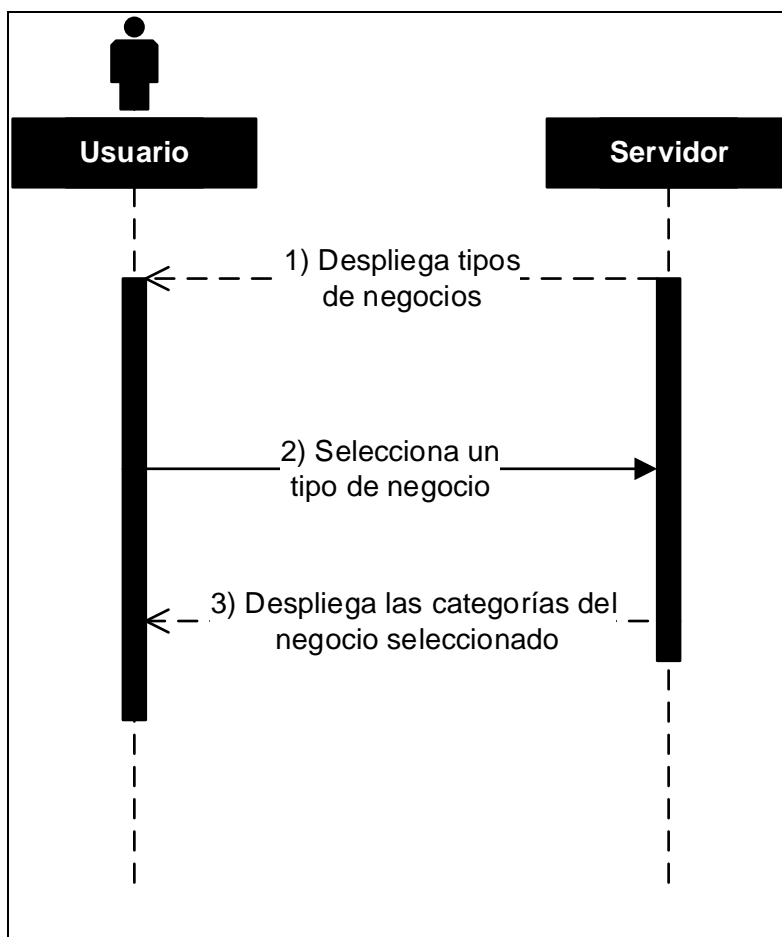 Usuario
Servidor
1) Despliega tipos
de negocios
2) Selecciona un
tipo de negocio
3) Despliega las categorías del
negocio seleccionado